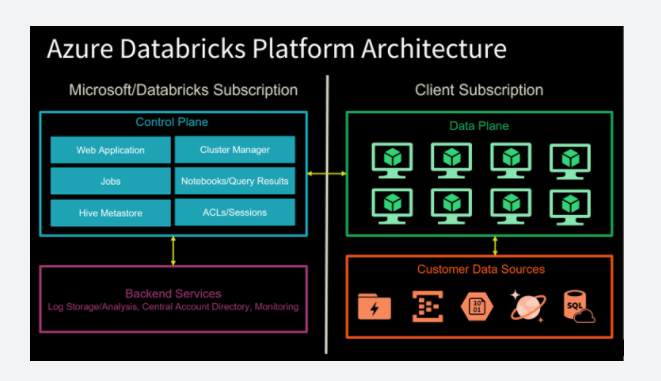 Azure Databricks Platform Architecture
Microsoft/Databricks Subscription
Client Subscription
Control Plane
Web Application
Cluster Manager
Jobs
Notebooks/Query Results
Hive Metastore
ACLs/Sessions
Data Plane
Backend Services
Log Storage/Analysis, Central Account Directory, Monitoring
Customer Data Sources
10
01
SQL